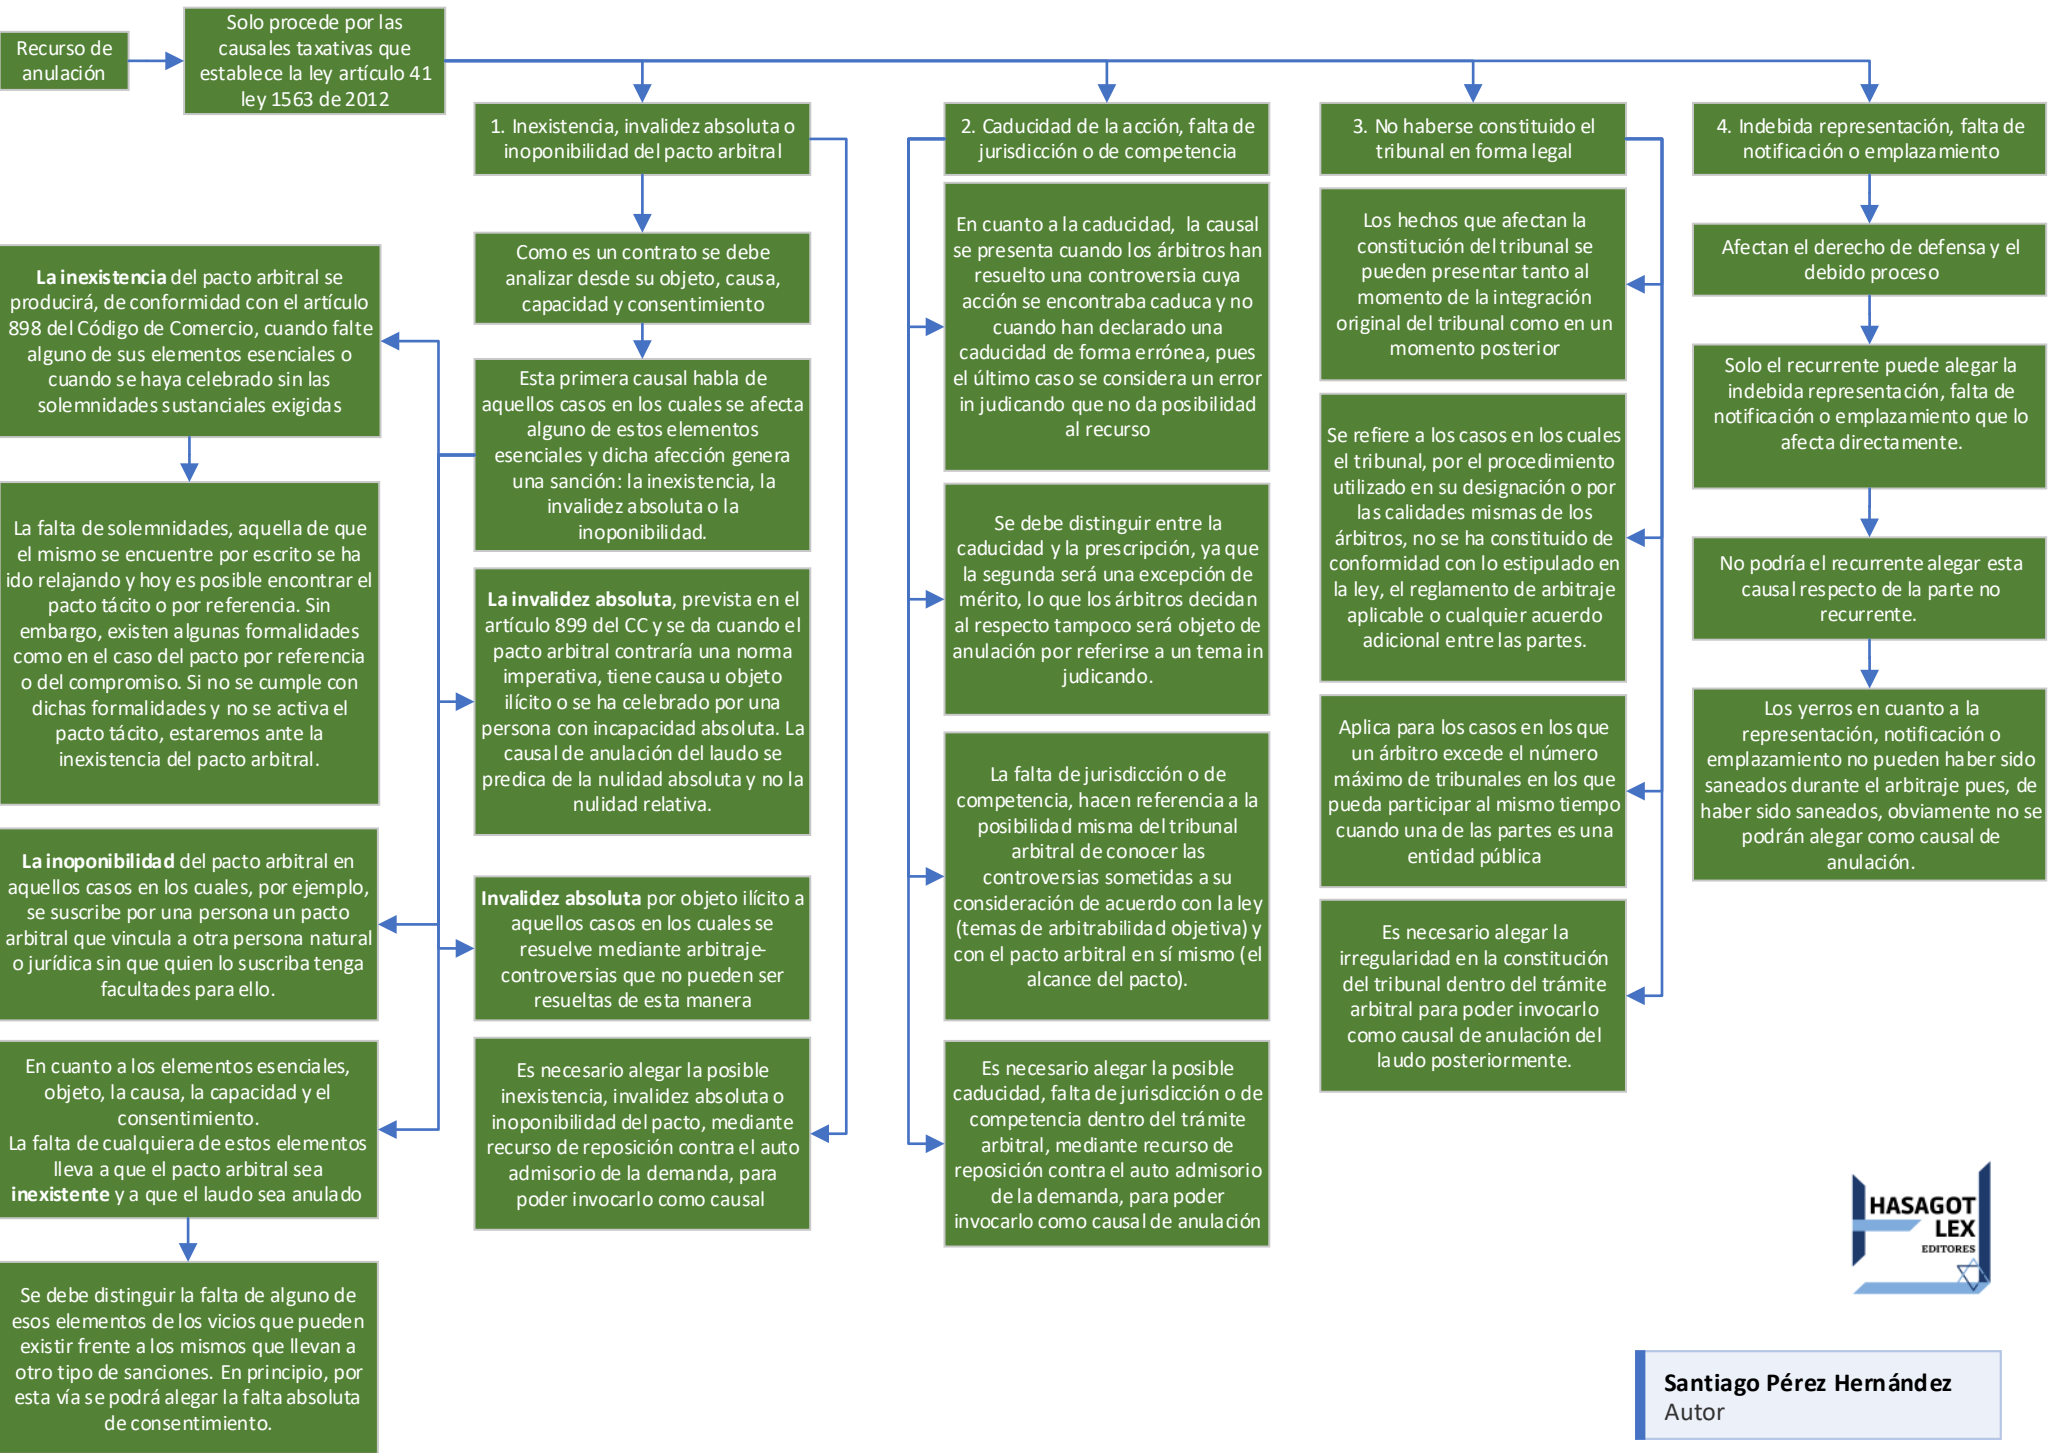 Recurso de
anulación
Solo procede por las
causales taxativas que
establece la ley artículo 41
ley 1563 de 2012
1. Inexistencia, invalidez absoluta o
inoponibilidad del pacto arbitral
2. Caducidad de la acción, falta de
jurisdicción o de competencia
3. No haberse constituido el
tribunal en forma legal
4. Indebida representación, falta de
notificación o emplazamiento
La inexistencia del pacto arbitral se
producirá, de conformidad con el artículo
898 del Código de Comercio, cuando falte
alguno de sus elementos esenciales o
cuando se haya celebrado sin las
solemnidades sustanciales exigidas
La falta de solemnidades, aquella de que
el mismo se encuentre por escrito se ha
ido relajando y hoy es posible encontrar el
pacto tácito o por referencia. Sin
embargo, existen algunas formalidades
como en el caso del pacto por referencia
o del compromiso. Si no se cumple con
dichas formalidades y no se activa el
pacto tácito, estaremos ante la
inexistencia del pacto arbitral.
La inoponibilidad del pacto arbitral en
aquellos casos en los cuales, por ejemplo,
se suscribe por una persona un pacto
arbitral que vincula a otra persona natural
o jurídica sin que quien lo suscriba tenga
facultades para ello.
En cuanto a los elementos esenciales,
objeto, la causa, la capacidad y el
consentimiento.
La falta de cualquiera de estos elementos
lleva a que el pacto arbitral sea
inexistente y a que el laudo sea anulado
Se debe distinguir la falta de alguno de
esos elementos de los vicios que pueden
existir frente a los mismos que llevan a
otro tipo de sanciones. En principio, por
esta vía se podrá alegar la falta absoluta
de consentimiento.
Como es un contrato se debe
analizar desde su objeto, causa,
capacidad y consentimiento
Esta primera causal habla de
aquellos casos en los cuales se afecta
alguno de estos elementos
esenciales y dicha afección genera
una sanción: la inexistencia, la
invalidez absoluta o la
inoponibilidad.
La invalidez absoluta, prevista en el
artículo 899 del CC y se da cuando el
pacto arbitral contraría una norma
imperativa, tiene causa u objeto
ilícito o se ha celebrado por una
persona con incapacidad absoluta. La
causal de anulación del laudo se
predica de la nulidad absoluta y no la
nulidad relativa.
Invalidez absoluta por objeto ilícito a
aquellos casos en los cuales se
resuelve mediante arbitraje-
controversias que no pueden ser
resueltas de esta manera
Es necesario alegar la posible
inexistencia, invalidez absoluta o
inoponibilidad del pacto, mediante
recurso de reposición contra el auto
admisorio de la demanda, para
poder invocarlo como causal
En cuanto a la caducidad, la causal
se presenta cuando los árbitros han
resuelto una controversia cuya
acción se encontraba caduca y no
cuando han declarado una
caducidad de forma errónea, pues
el último caso se considera un error
in judicando que no da posibilidad
al recurso
Se debe distinguir entre la
caducidad y la prescripción, ya que
la segunda será una excepción de
mérito, lo que los árbitros decidan
al respecto tampoco será objeto de
anulación por referirse a un tema in
judicando.
La falta de jurisdicción o de
competencia, hacen referencia a la
posibilidad misma del tribunal
arbitral de conocer las
controversias sometidas a su
consideración de acuerdo con la ley
(temas de arbitrabilidad objetiva) y
con el pacto arbitral en sí mismo (el
alcance del pacto).
Es necesario alegar la posible
caducidad, falta de jurisdicción o de
competencia dentro del trámite
arbitral, mediante recurso de
reposición contra el auto admisorio
de la demanda, para poder
invocarlo como causal de anulación
Los hechos que afectan la
constitución del tribunal se
pueden presentar tanto al
momento de la integración
original del tribunal como en un
momento posterior
Se refiere a los casos en los cuales
el tribunal, por el procedimiento
utilizado en su designación o por
las calidades mismas de los
árbitros, no se ha constituido de
conformidad con lo estipulado en
la ley, el reglamento de arbitraje
aplicable o cualquier acuerdo
adicional entre las partes.
Aplica para los casos en los que
un árbitro excede el número
máximo de tribunales en los que
pueda participar al mismo tiempo
cuando una de las partes es una
entidad pública
Es necesario alegar la
irregularidad en la constitución
del tribunal dentro del trámite
arbitral para poder invocarlo
como causal de anulación del
laudo posteriormente.
Afectan el derecho de defensa y el
debido proceso
Solo el recurrente puede alegar la
indebida representación, falta de
notificación o emplazamiento que lo
afecta directamente.
No podría el recurrente alegar esta
causal respecto de la parte no
recurrente.
Los yerros en cuanto a la
representación, notificación o
emplazamiento no pueden haber sido
saneados durante el arbitraje pues, de
haber sido saneados, obviamente no se
podrán alegar como causal de
anulación.
HASAGOT
LEX
EDITORES
Santiago Pérez Hernández
Autor